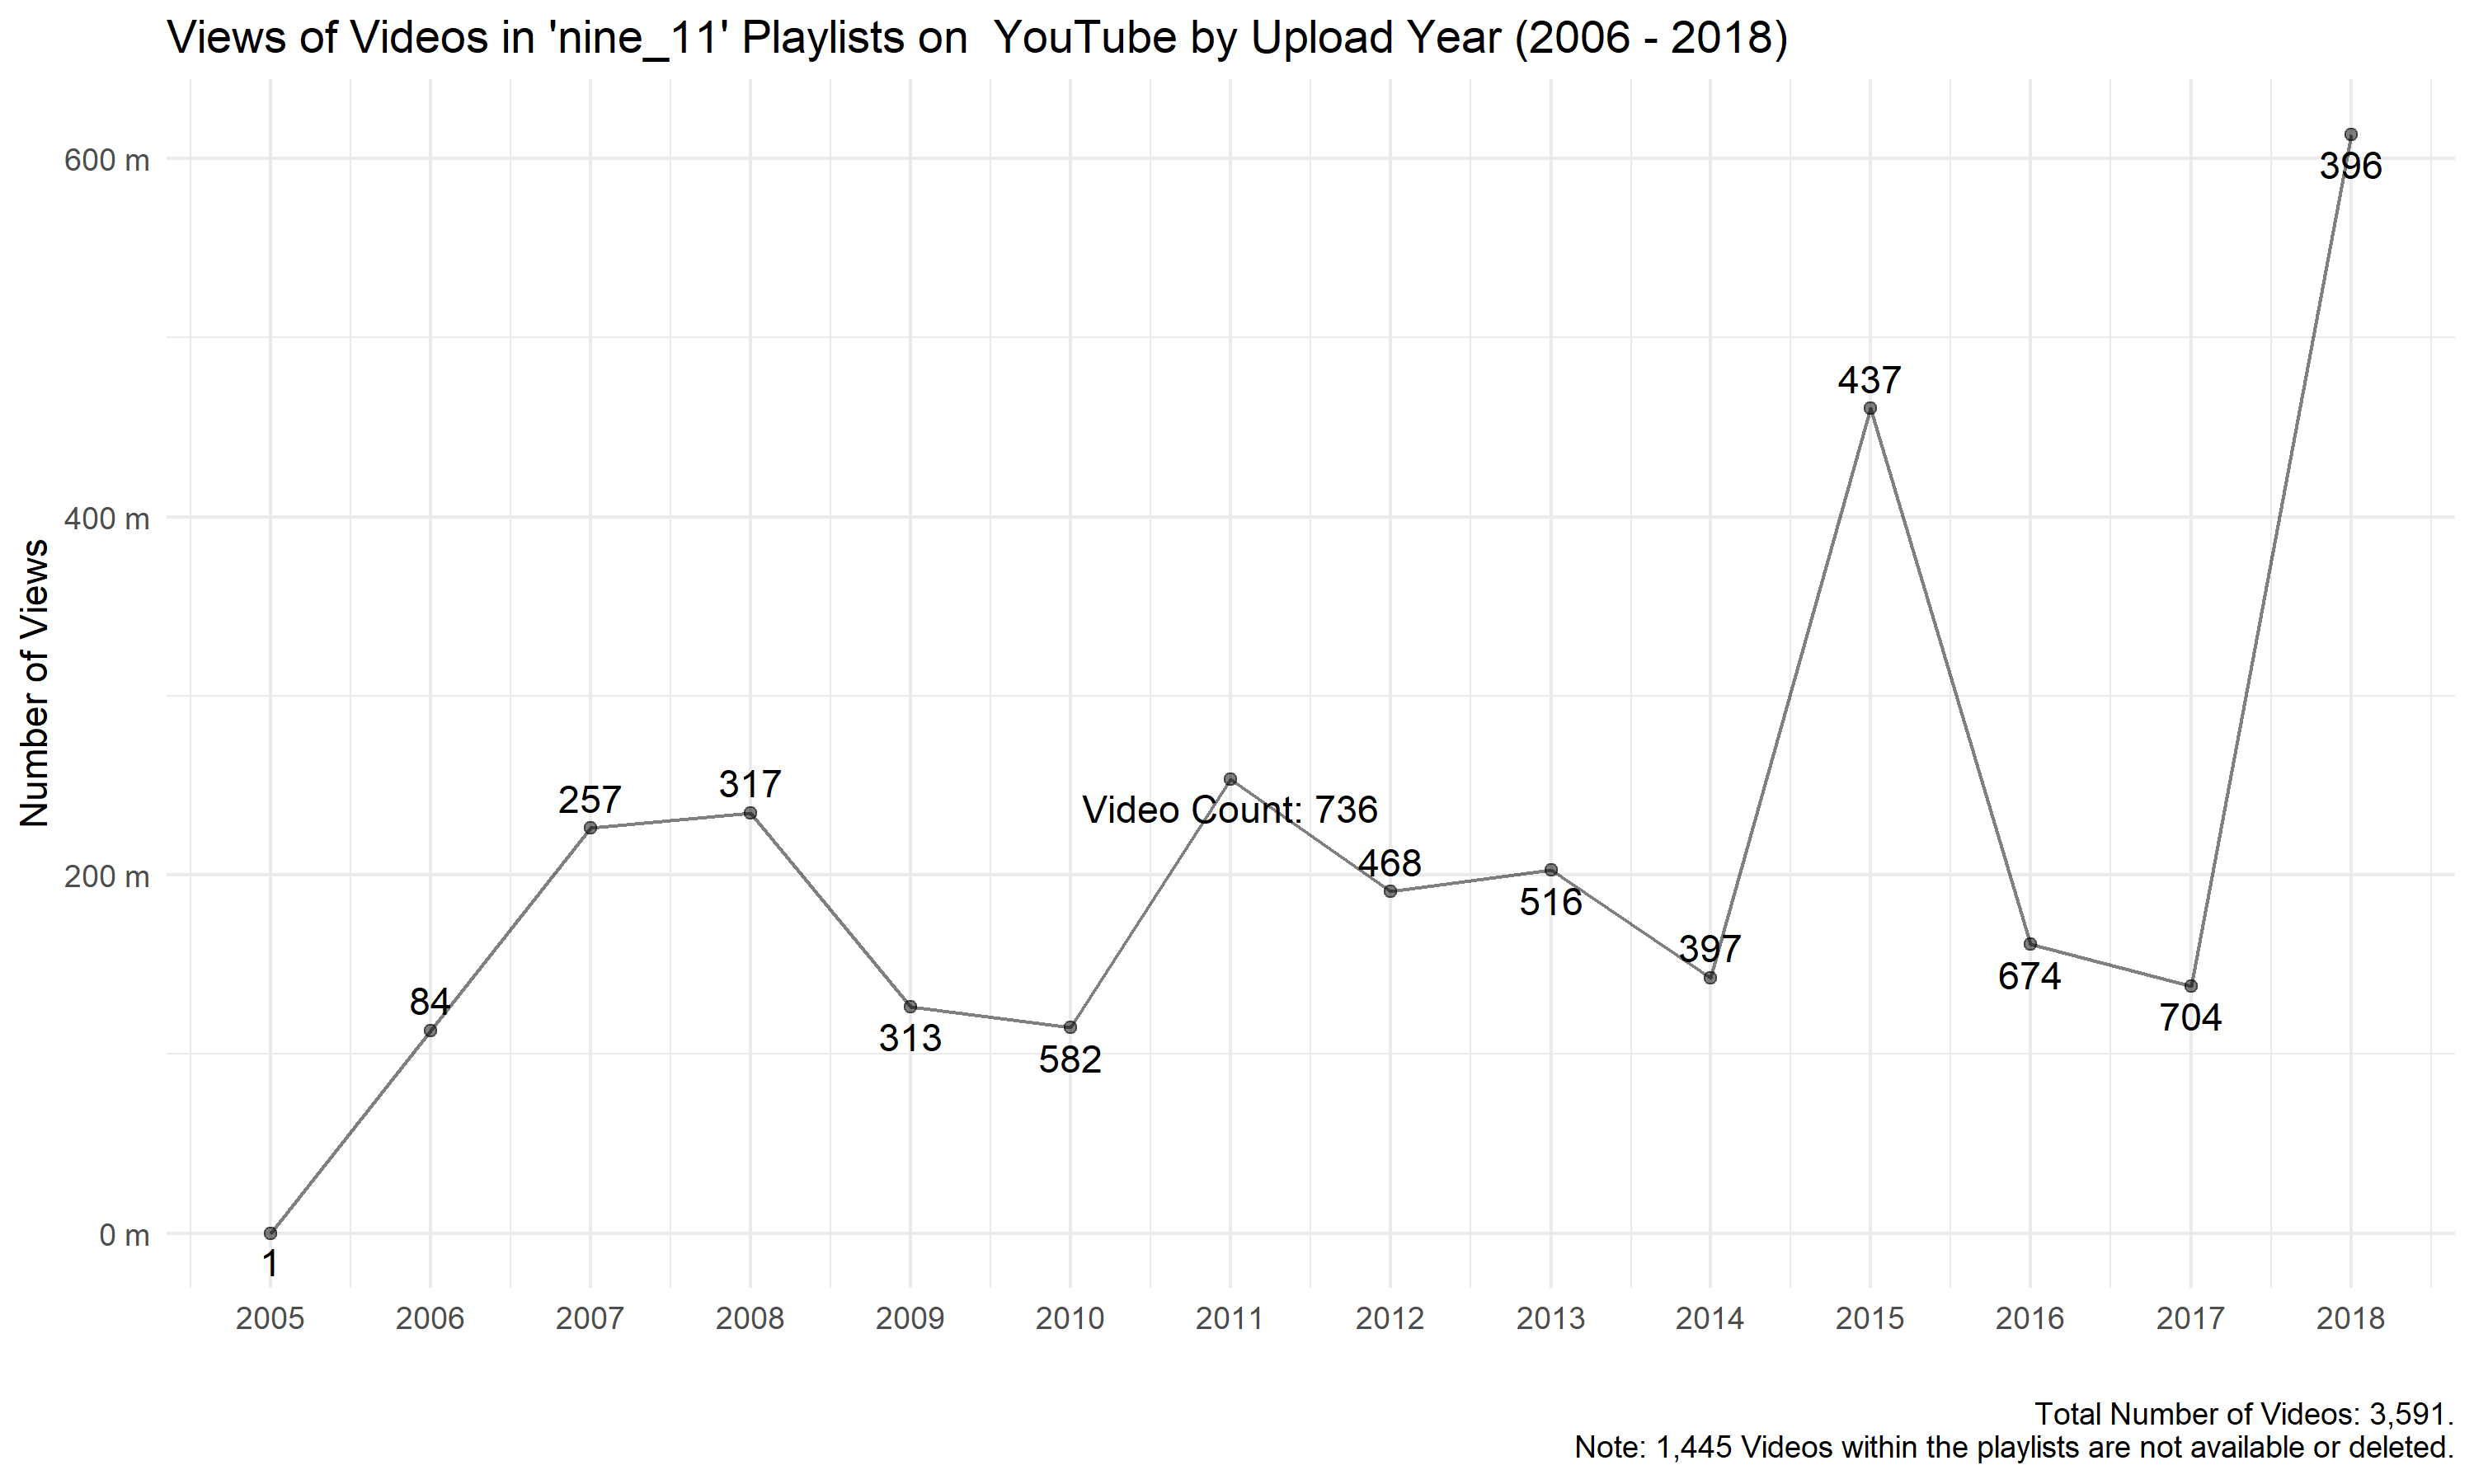 Views of Videos in 'nine_11' Playlists on  YouTube by Upload Year (2006 - 2018)
Number of Views
600 m
400 m
200 m
0 m
1
84
257
317
313
582
Video Count: 736
468
516
397
437
674
704
396
2005 2006 2007 2008 2009 2010 2011 2012 2013 2014 2015 2016 2017 2018
Total Number of Videos: 3,591.
Note: 1,445 Videos within the playlists are not available or deleted.